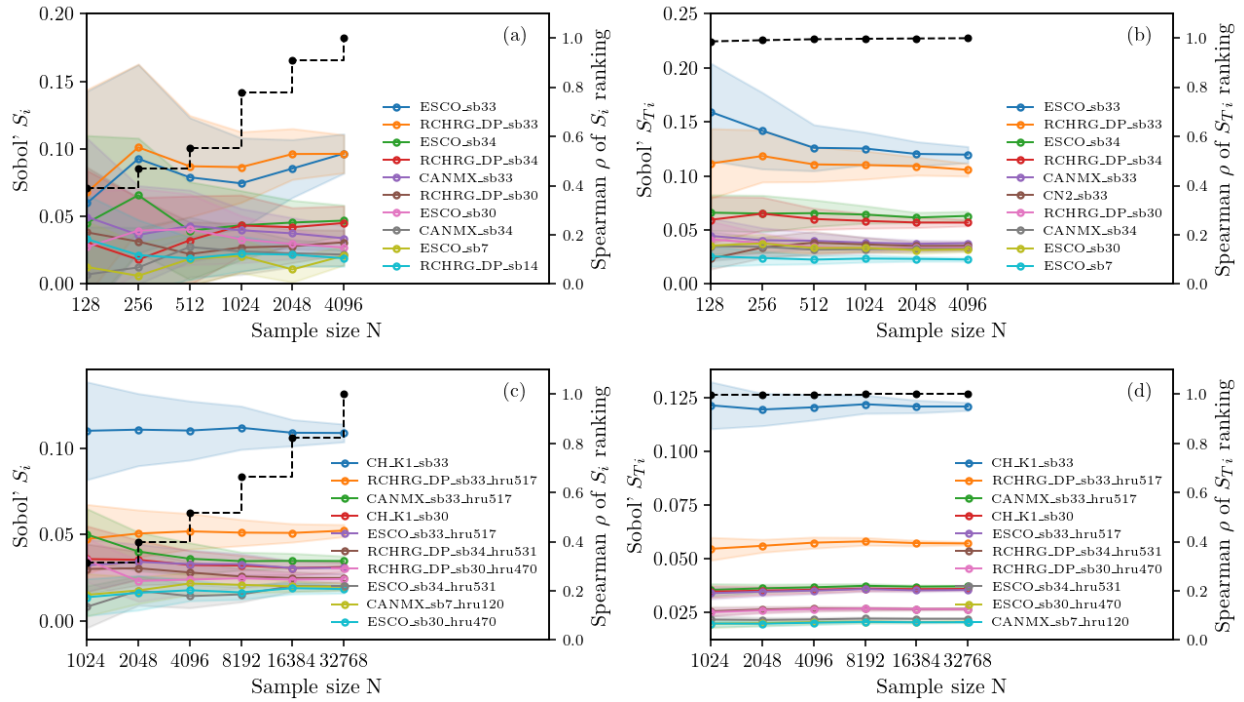 (a)
Sobol' S_i
0.20
0.15
0.10
0.05
0.00
128 256 512 1024 2048 4096
Sample size N
1.0
0.8
0.6
0.4
0.2
0.0
Spearman ρ of S_i ranking
ESCO_sb33
RCHRG_DP_sb33
ESCO_sb34
RCHRG_DP_sb34
CANMX_sb33
RCHRG_DP_sb30
ESCO_sb30
CANMX_sb34
ESCO_sb7
RCHRG_DP_sb14
(b)
Sobol' S_{Ti}
0.25
0.20
0.15
0.10
0.05
0.00
128 256 512 1024 2048 4096
Sample size N
1.0
0.8
0.6
0.4
0.2
0.0
Spearman ρ of S_{Ti} ranking
ESCO_sb33
RCHRG_DP_sb33
ESCO_sb34
RCHRG_DP_sb34
CANMX_sb33
CN2_sb33
RCHRG_DP_sb30
CANMX_sb34
ESCO_sb30
ESCO_sb7
(c)
Sobol' S_i
0.10
0.05
0.00
1024 2048 4096 8192 16384 32768
Sample size N
1.0
0.8
0.6
0.4
0.2
0.0
Spearman ρ of S_i ranking
CH_K1_sb33
RCHRG_DP_sb33_hru517
CANMX_sb33_hru517
CH_K1_sb30
ESCO_sb33_hru517
RCHRG_DP_sb34_hru531
RCHRG_DP_sb30_hru470
ESCO_sb34_hru531
CANMX_sb7_hru120
ESCO_sb30_hru470
(d)
Sobol' S_{Ti}
0.125
0.100
0.075
0.050
0.025
1024 2048 4096 8192 16384 32768
Sample size N
1.0
0.8
0.6
0.4
0.2
0.0
Spearman ρ of S_{Ti} ranking
CH_K1_sb33
RCHRG_DP_sb33_hru517
CANMX_sb33_hru517
CH_K1_sb30
ESCO_sb33_hru517
RCHRG_DP_sb34_hru531
RCHRG_DP_sb30_hru470
ESCO_sb34_hru531
ESCO_sb30_hru470
CANMX_sb7_hru120